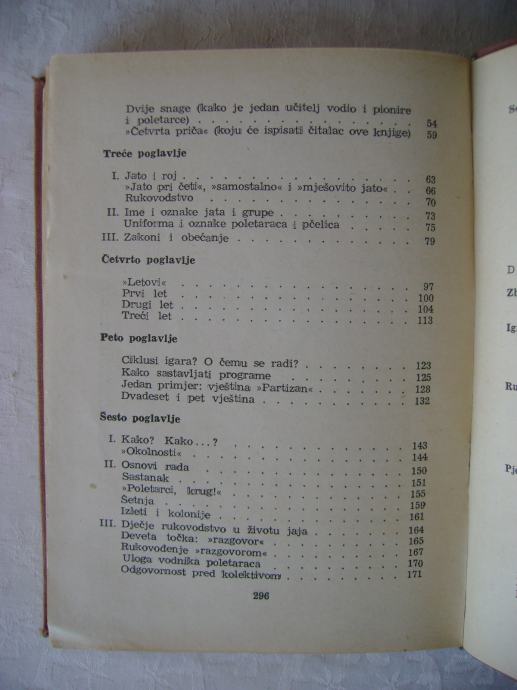 Dvije snage (kako je jedan učitelj vodio i pionire
i poletarce) . . . . . . . . . . . . . . . . 54
»Četvrta priča« (koju će ispisati čitalac ove knjige) 59
Treće poglavlje
I. Jato i roj . . . . . . . . . . . . . . . . 63
»Jato pri četi«, »samostalno« i »mješovito jato« . . 66
Rukovodstvo . . . . . . . . . . . . . . . . 70
II. Ime i oznake jata i grupe . . . . . . . . . . 73
Uniforma i oznake poletaraca i pčelica . . . . . . 75
III. Zakoni i obećanje . . . . . . . . . . . . . 79
Četvrto poglavlje
»Letovi« . . . . . . . . . . . . . . . . 97
Prvi let . . . . . . . . . . . . . . . . 100
Drugi let . . . . . . . . . . . . . . . . 104
Treći let . . . . . . . . . . . . . . . . 113
Peto poglavlje
Ciklusi igara? O čemu se radi? . . . . . . . . . 123
Kako sastavljati programe . . . . . . . . . . . 125
Jedan primjer: vještina »Partizan« . . . . . . . . 128
Dvadeset i pet vještina . . . . . . . . . . . . 132
Šesto poglavlje
I. Kako? Kako...? . . . . . . . . . . . . . . 143
»Okolnosti« . . . . . . . . . . . . . . . . 144
II. Osnovi rada . . . . . . . . . . . . . . . 150
Sastanak . . . . . . . . . . . . . . . . 151
»Poletarci, krug!« . . . . . . . . . . . . . . 155
Šetnja . . . . . . . . . . . . . . . . 159
Izleti i kolonije . . . . . . . . . . . . . . 161
III. Dječje rukovodstvo u životu jaja . . . . . . . . 164
Deveta točka: »razgovor« . . . . . . . . . . . 165
Rukovođenje »razgovorom« . . . . . . . . . . . 167
Uloga vodnika poletaraca . . . . . . . . . . . 170
Odgovornost pred kolektivom . . . . . . . . . . 171
296
D
Zb
Ig
Ru
Pje